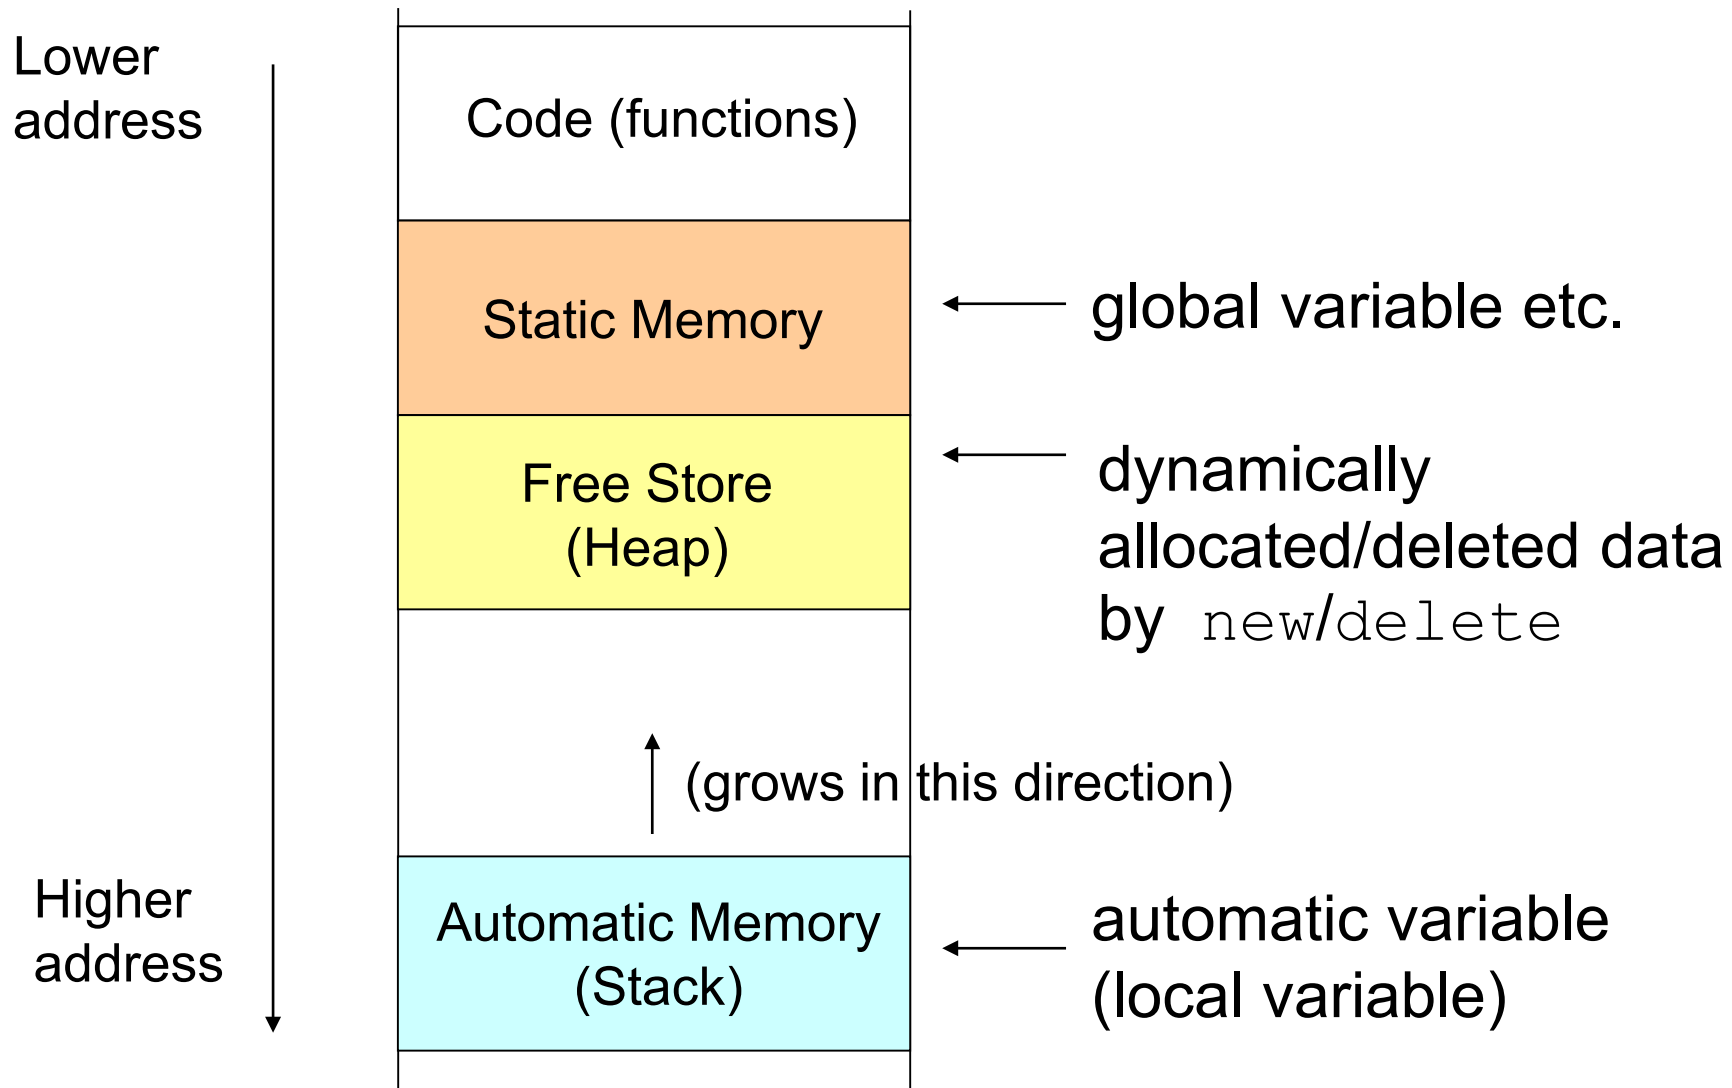 Lower
address
Code (functions)
Static Memory
global variable etc.
Free Store
(Heap)
dynamically
allocated/deleted data
by new/delete
(grows in this direction)
Higher
address
Automatic Memory
(Stack)
automatic variable
(local variable)